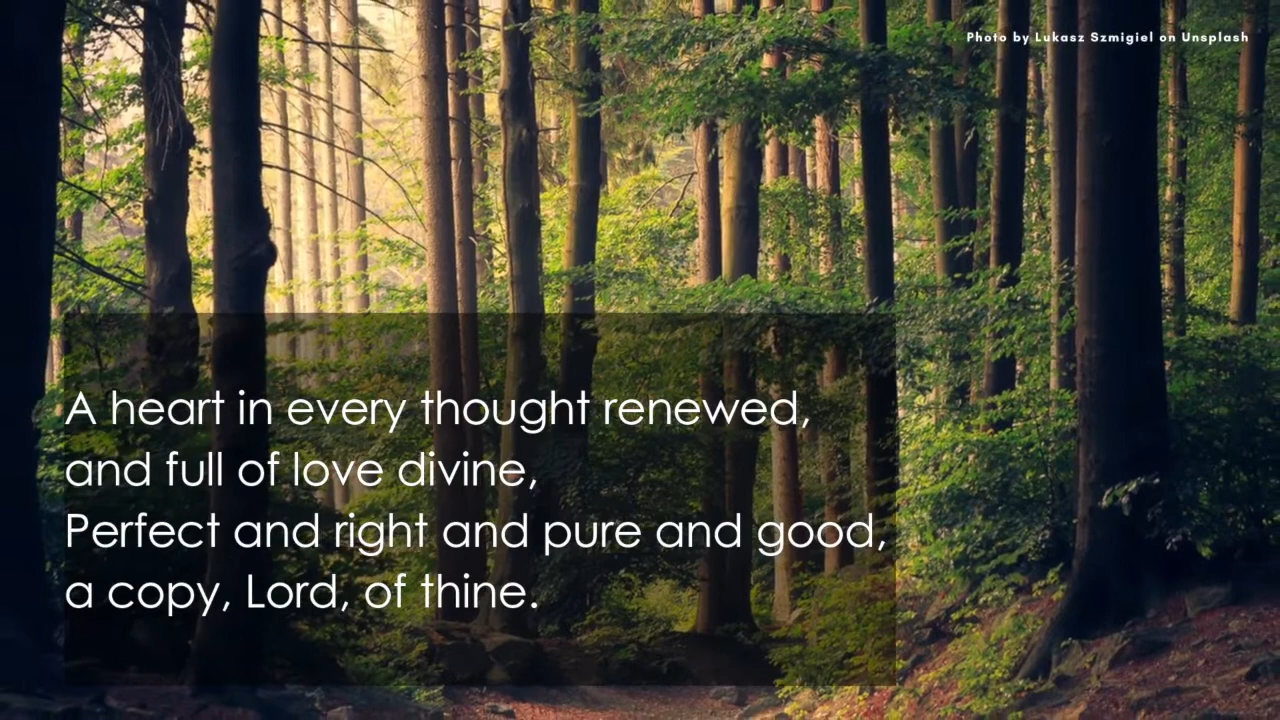 Photo by Lukasz Szmigiel on Unsplash
A heart in every thought renewed,
and full of love divine,
Perfect and right and pure and good,
a copy, Lord, of thine.